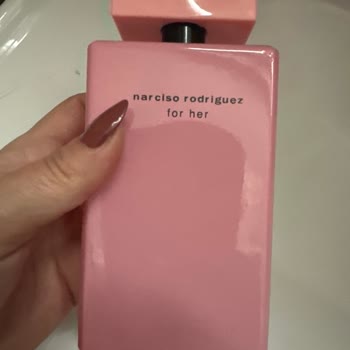 narciso rodriguez
for her